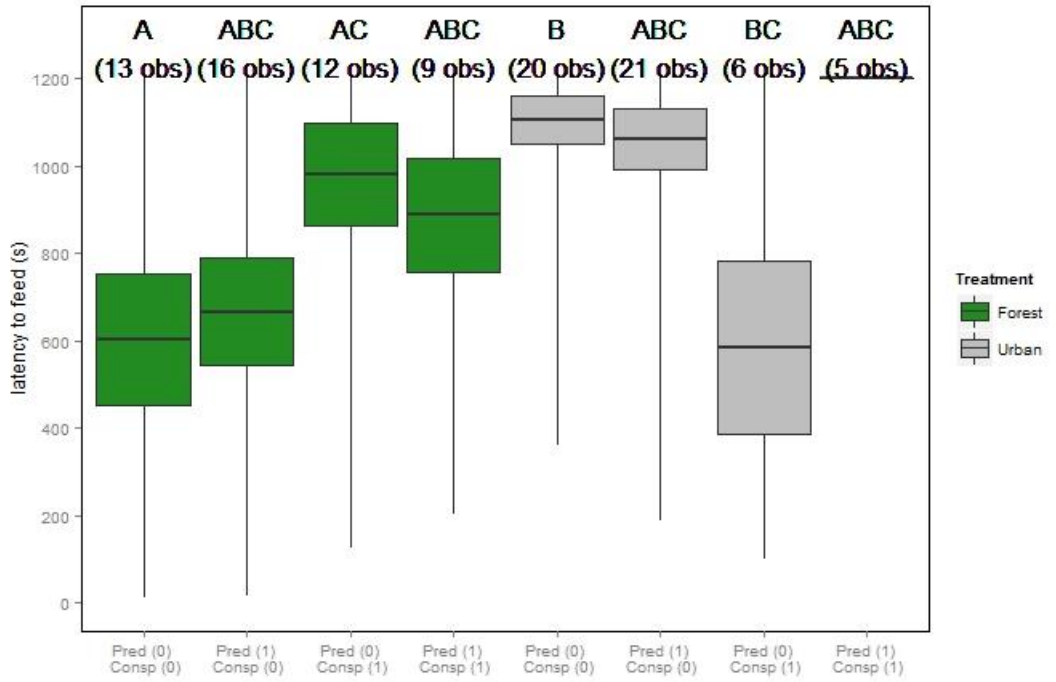 A ABC AC ABC B ABC BC ABC
(13 obs) (16 obs) (12 obs) (9 obs) (20 obs) (21 obs) (6 obs) (5 obs)
1200
1000
800
600
400
200
0
latency to feed (s)
Pred (0) Pred (1) Pred (0) Pred (1) Pred (0) Pred (1) Pred (0) Pred (1)
Consp (0) Consp (0) Consp (1) Consp (1) Consp (0) Consp (0) Consp (1) Consp (1)
Treatment
Forest
Urban